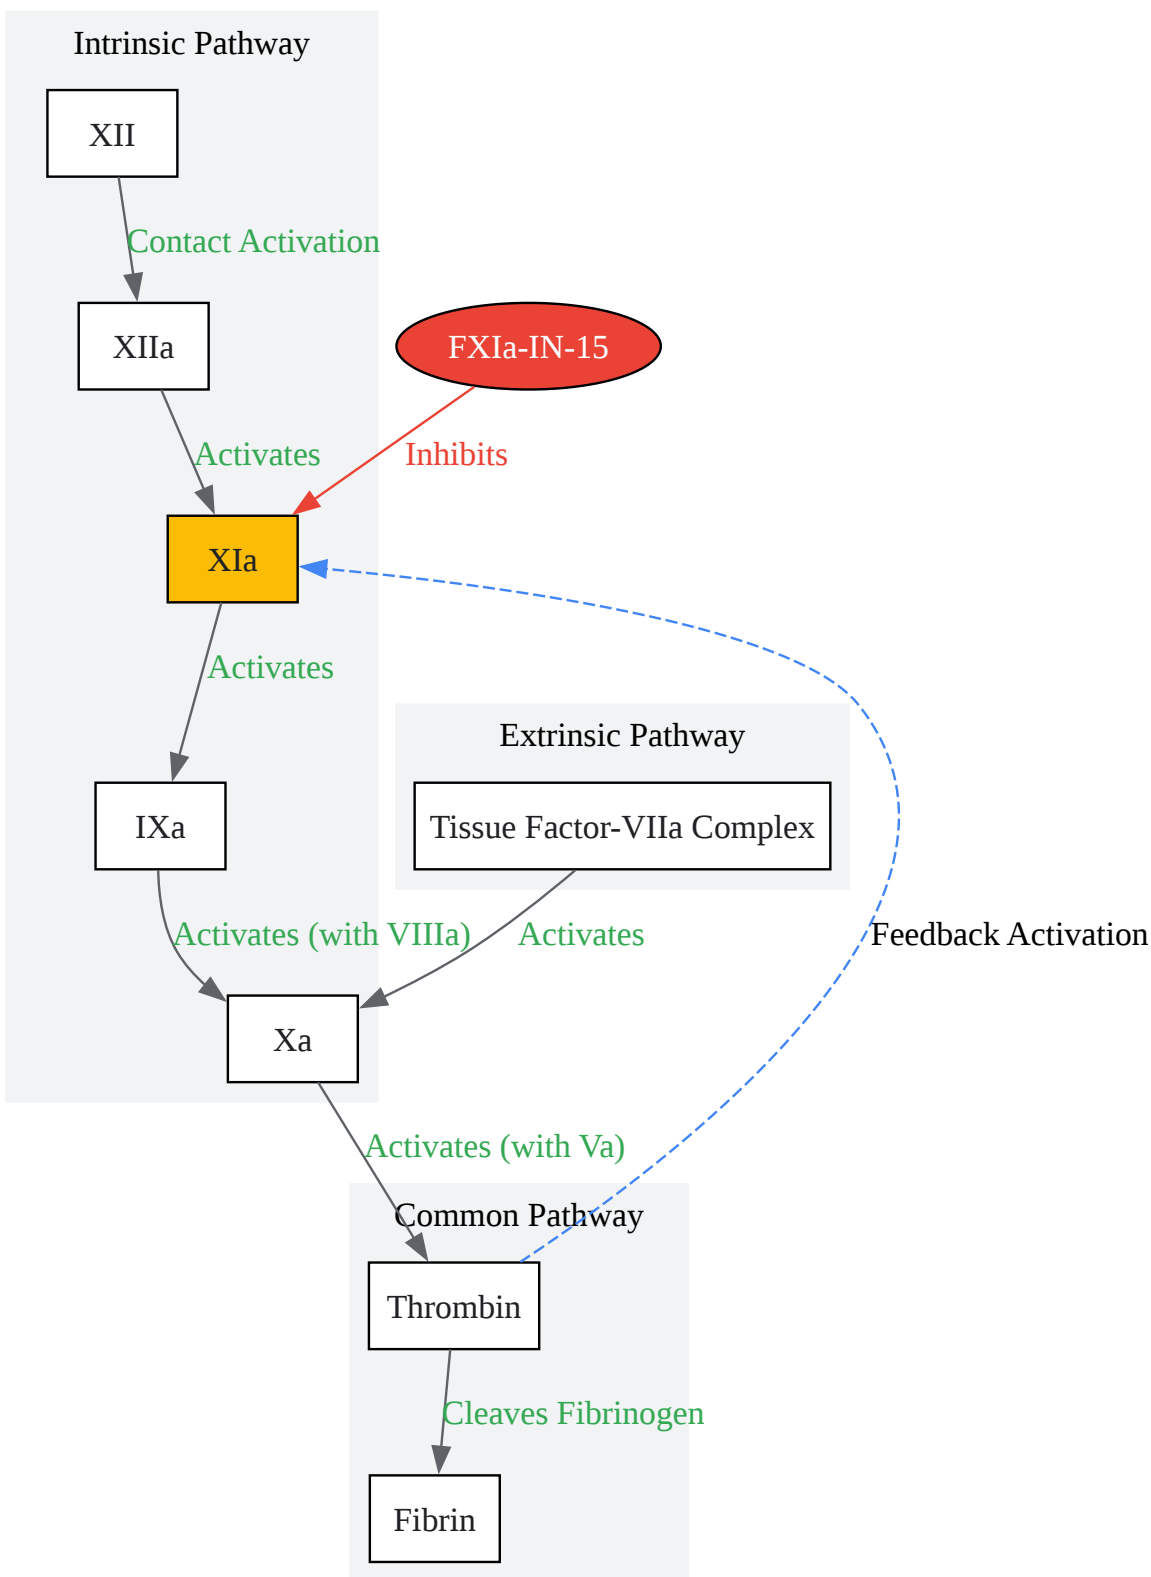 Intrinsic Pathway
XII
Contact Activation
XIIa
FXIa-IN-15
Activates
Inhibits
XIa
Activates
Extrinsic Pathway
IXa
Tissue Factor-VIIa Complex
Activates (with VIIIa)
Activates
Feedback Activation
Xa
Activates (with Va)
Common Pathway
Thrombin
Cleaves Fibrinogen
Fibrin